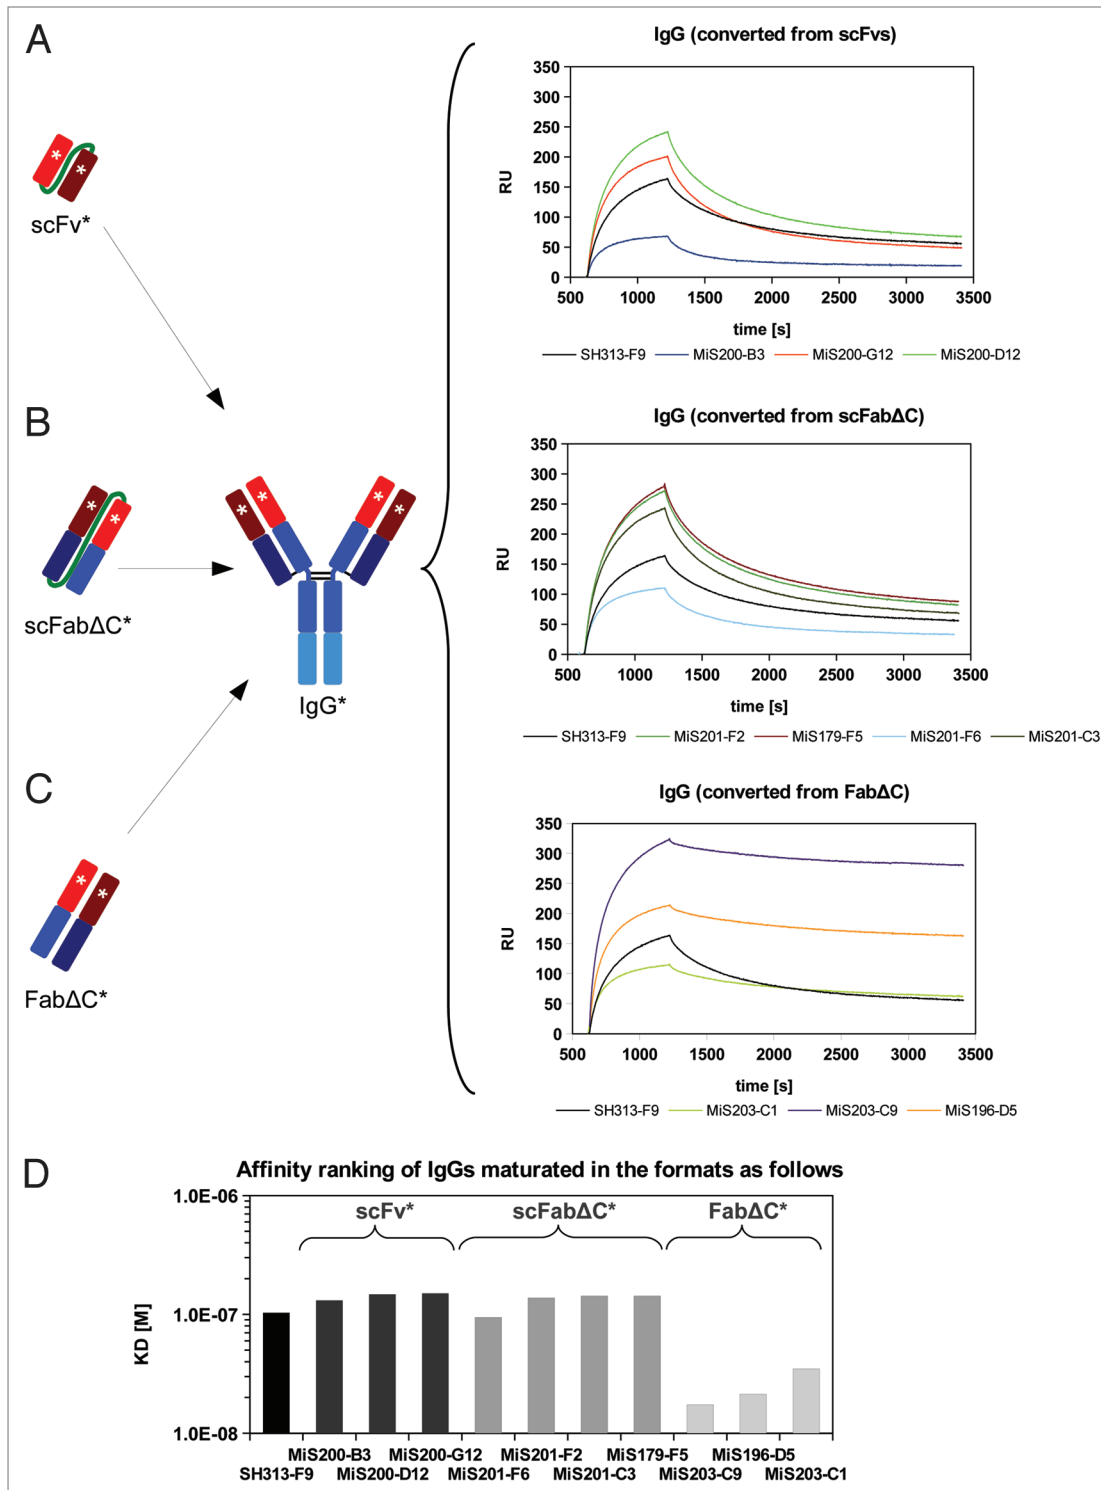 A
IgG (converted from scFvs)
350
300
250
200
150
100
50
0
RU
500 1000 1500 2000 2500 3000 3500
time [s]
SH313-F9 MiS200-B3 MiS200-G12 MiS200-D12
* *
scFv*
B
IgG (converted from scFabΔC)
350
300
250
200
150
100
50
0
RU
500 1000 1500 2000 2500 3000 3500
time [s]
SH313-F9 MiS201-F2 MiS179-F5 MiS201-F6 MiS201-C3
* *
scFabΔC*
* * * *
IgG*
C
IgG (converted from FabΔC)
350
300
250
200
150
100
50
0
RU
500 1000 1500 2000 2500 3000 3500
time [s]
SH313-F9 MiS203-C1 MiS203-C9 MiS196-D5
* *
FabΔC*
D
Affinity ranking of IgGs maturated in the formats as follows
1.0E-06
1.0E-07
1.0E-08
KD [M]
scFv* scFabΔC* FabΔC*
MiS200-B3 MiS200-G12 MiS201-F2 MiS179-F5 MiS196-D5
SH313-F9 MiS200-D12 MiS201-F6 MiS201-C3 MiS203-C9 MiS203-C1